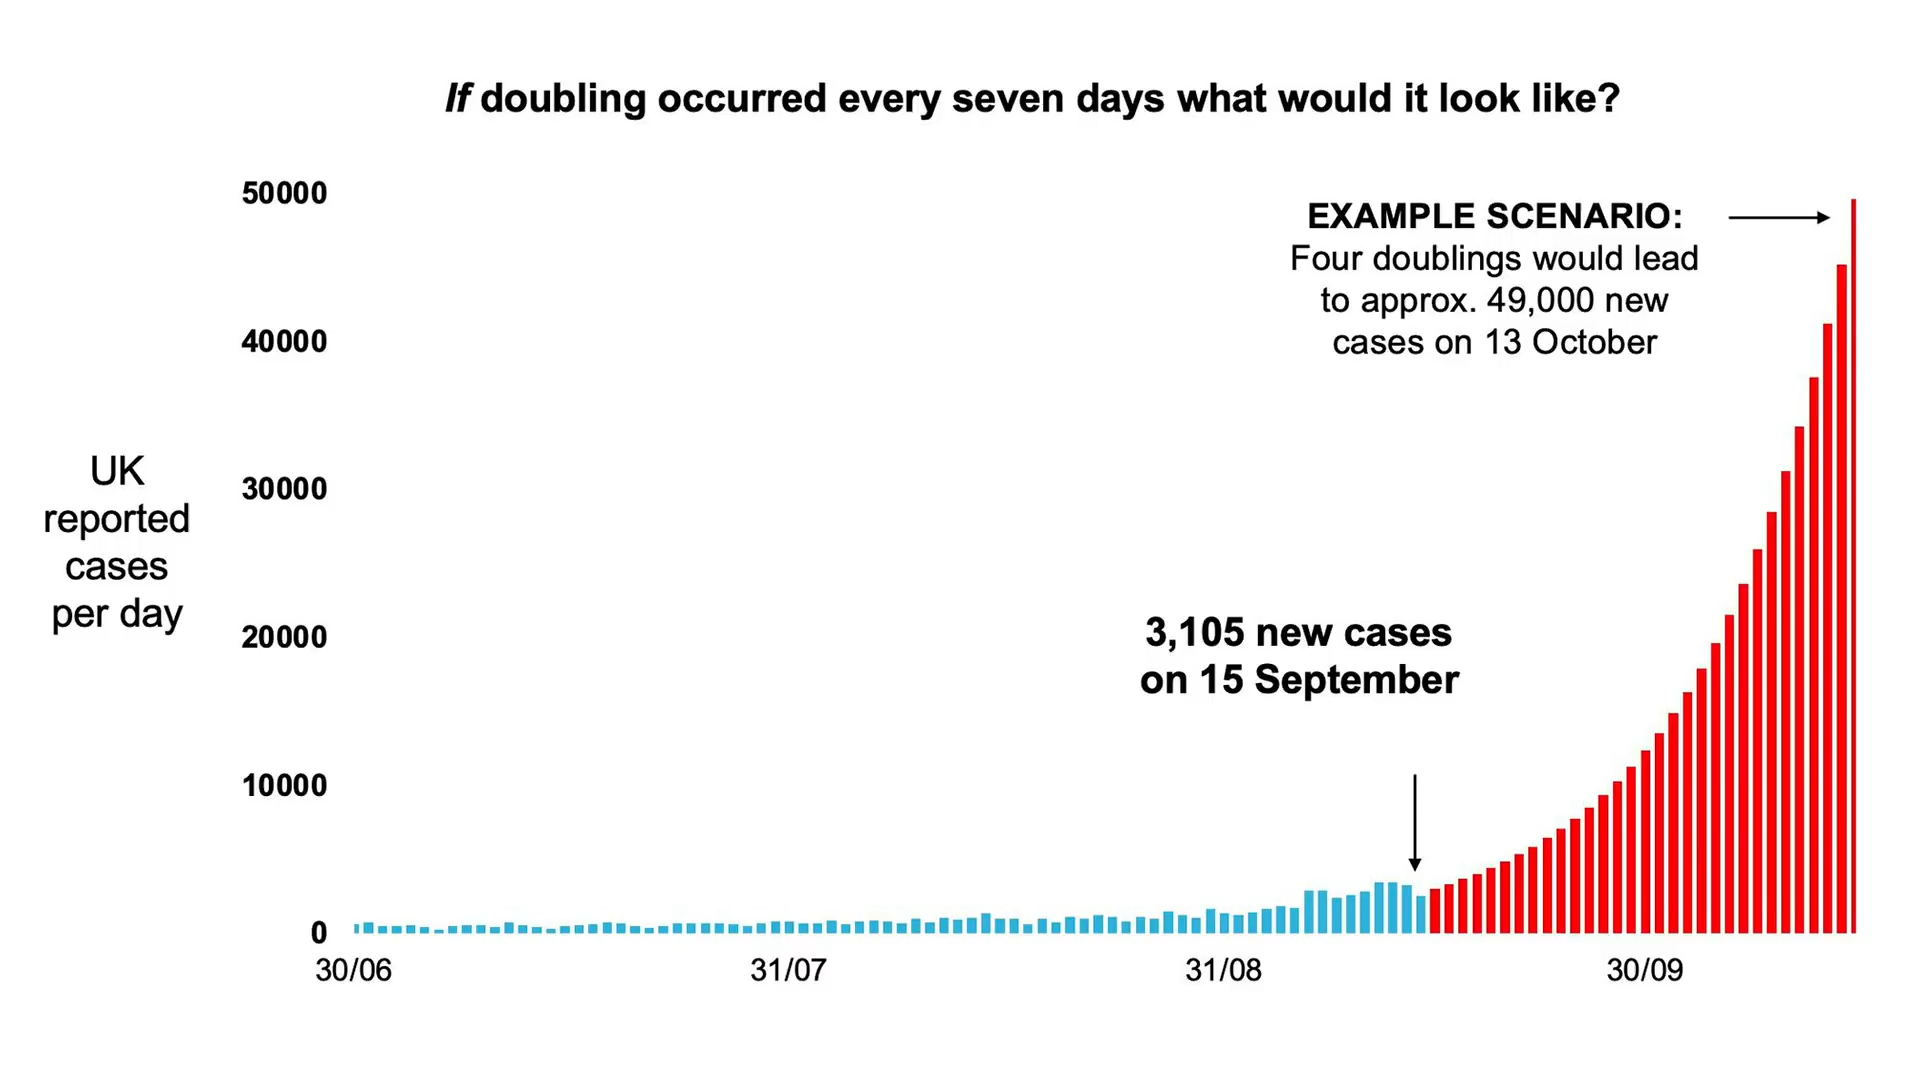 If doubling occurred every seven days what would it look like?
50000
EXAMPLE SCENARIO:
Four doublings would lead
to approx. 49,000 new
cases on 13 October
40000
30000
UK
reported
cases
per day
20000
3,105 new cases
on 15 September
10000
0
30/06
31/07
31/08
30/09